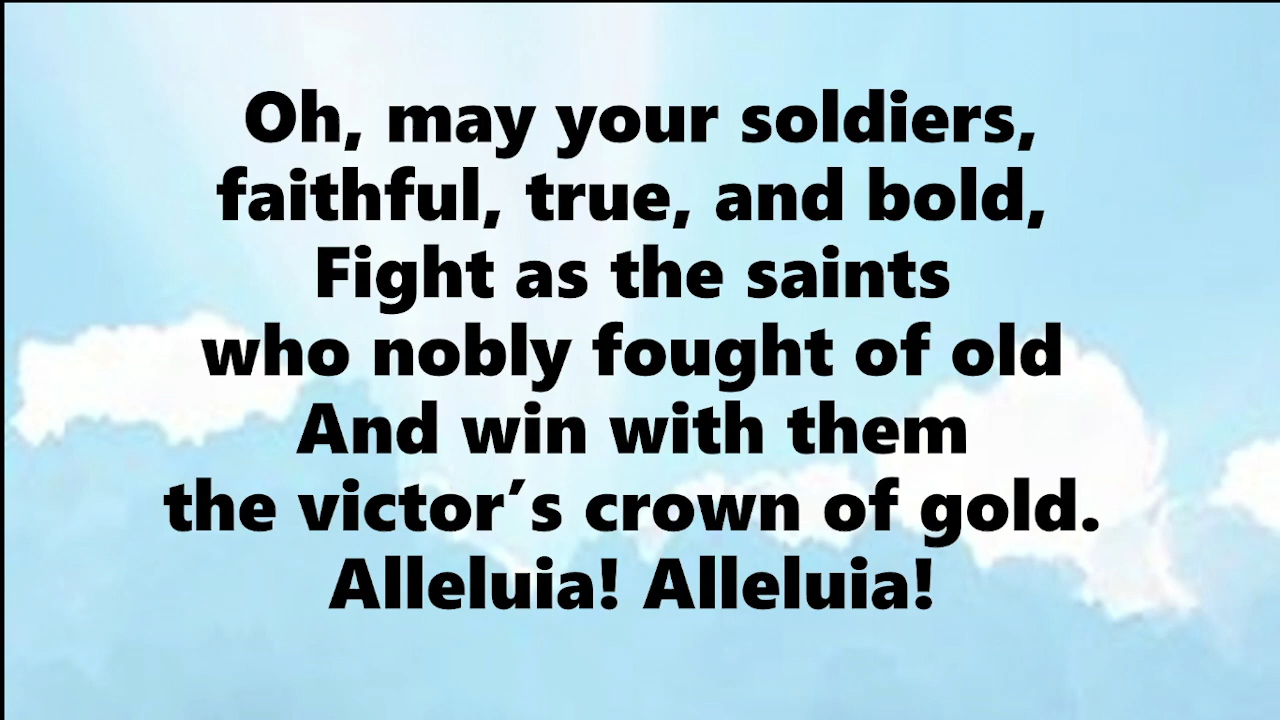 Oh, may your soldiers,
faithful, true, and bold,
Fight as the saints
who nobly fought of old
And win with them
the victor′s crown of gold.
Alleluia! Alleluia!